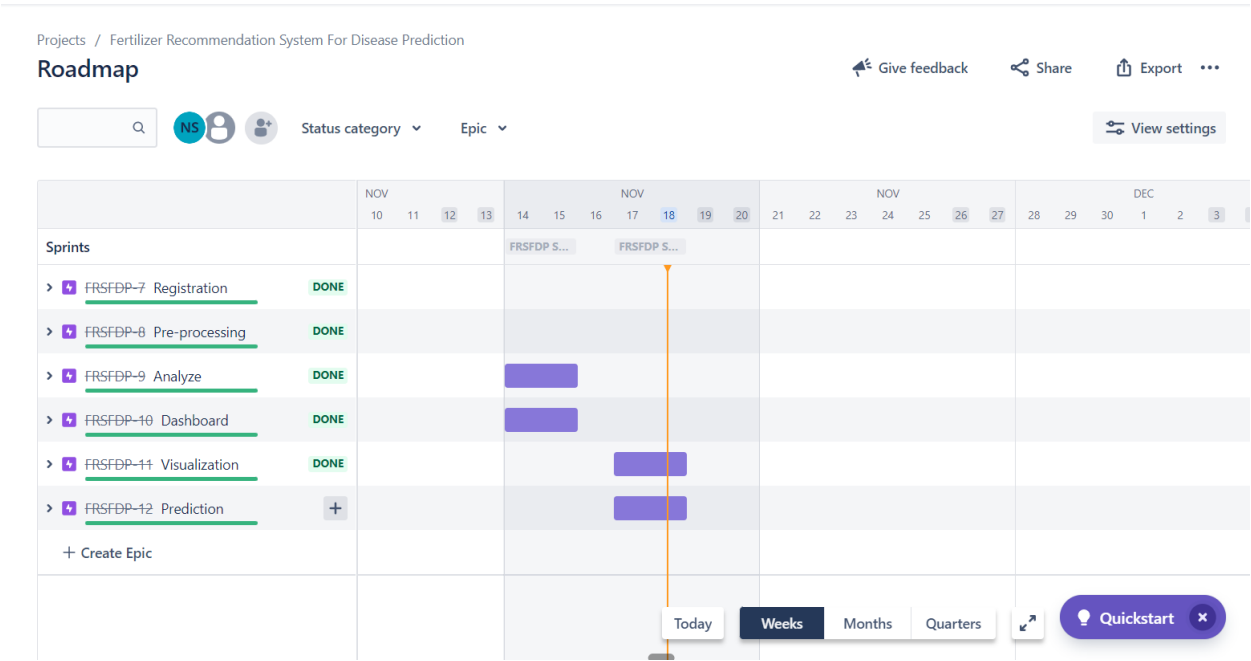 Projects / Fertilizer Recommendation System For Disease Prediction
Roadmap
Give feedback
Share
Export
NS
Status category
Epic
View settings
NOV NOV NOV DEC
10 11 12 13 14 15 16 17 18 19 20 21 22 23 24 25 26 27 28 29 30 1 2 3
Sprints FRSFDP S... FRSFDP S...
FRSFDP-7 Registration DONE
FRSFDP-8 Pre-processing DONE
FRSFDP-9 Analyze DONE
FRSFDP-10 Dashboard DONE
FRSFDP-11 Visualization DONE
FRSFDP-12 Prediction +
+ Create Epic
Today Weeks Months Quarters
Quickstart